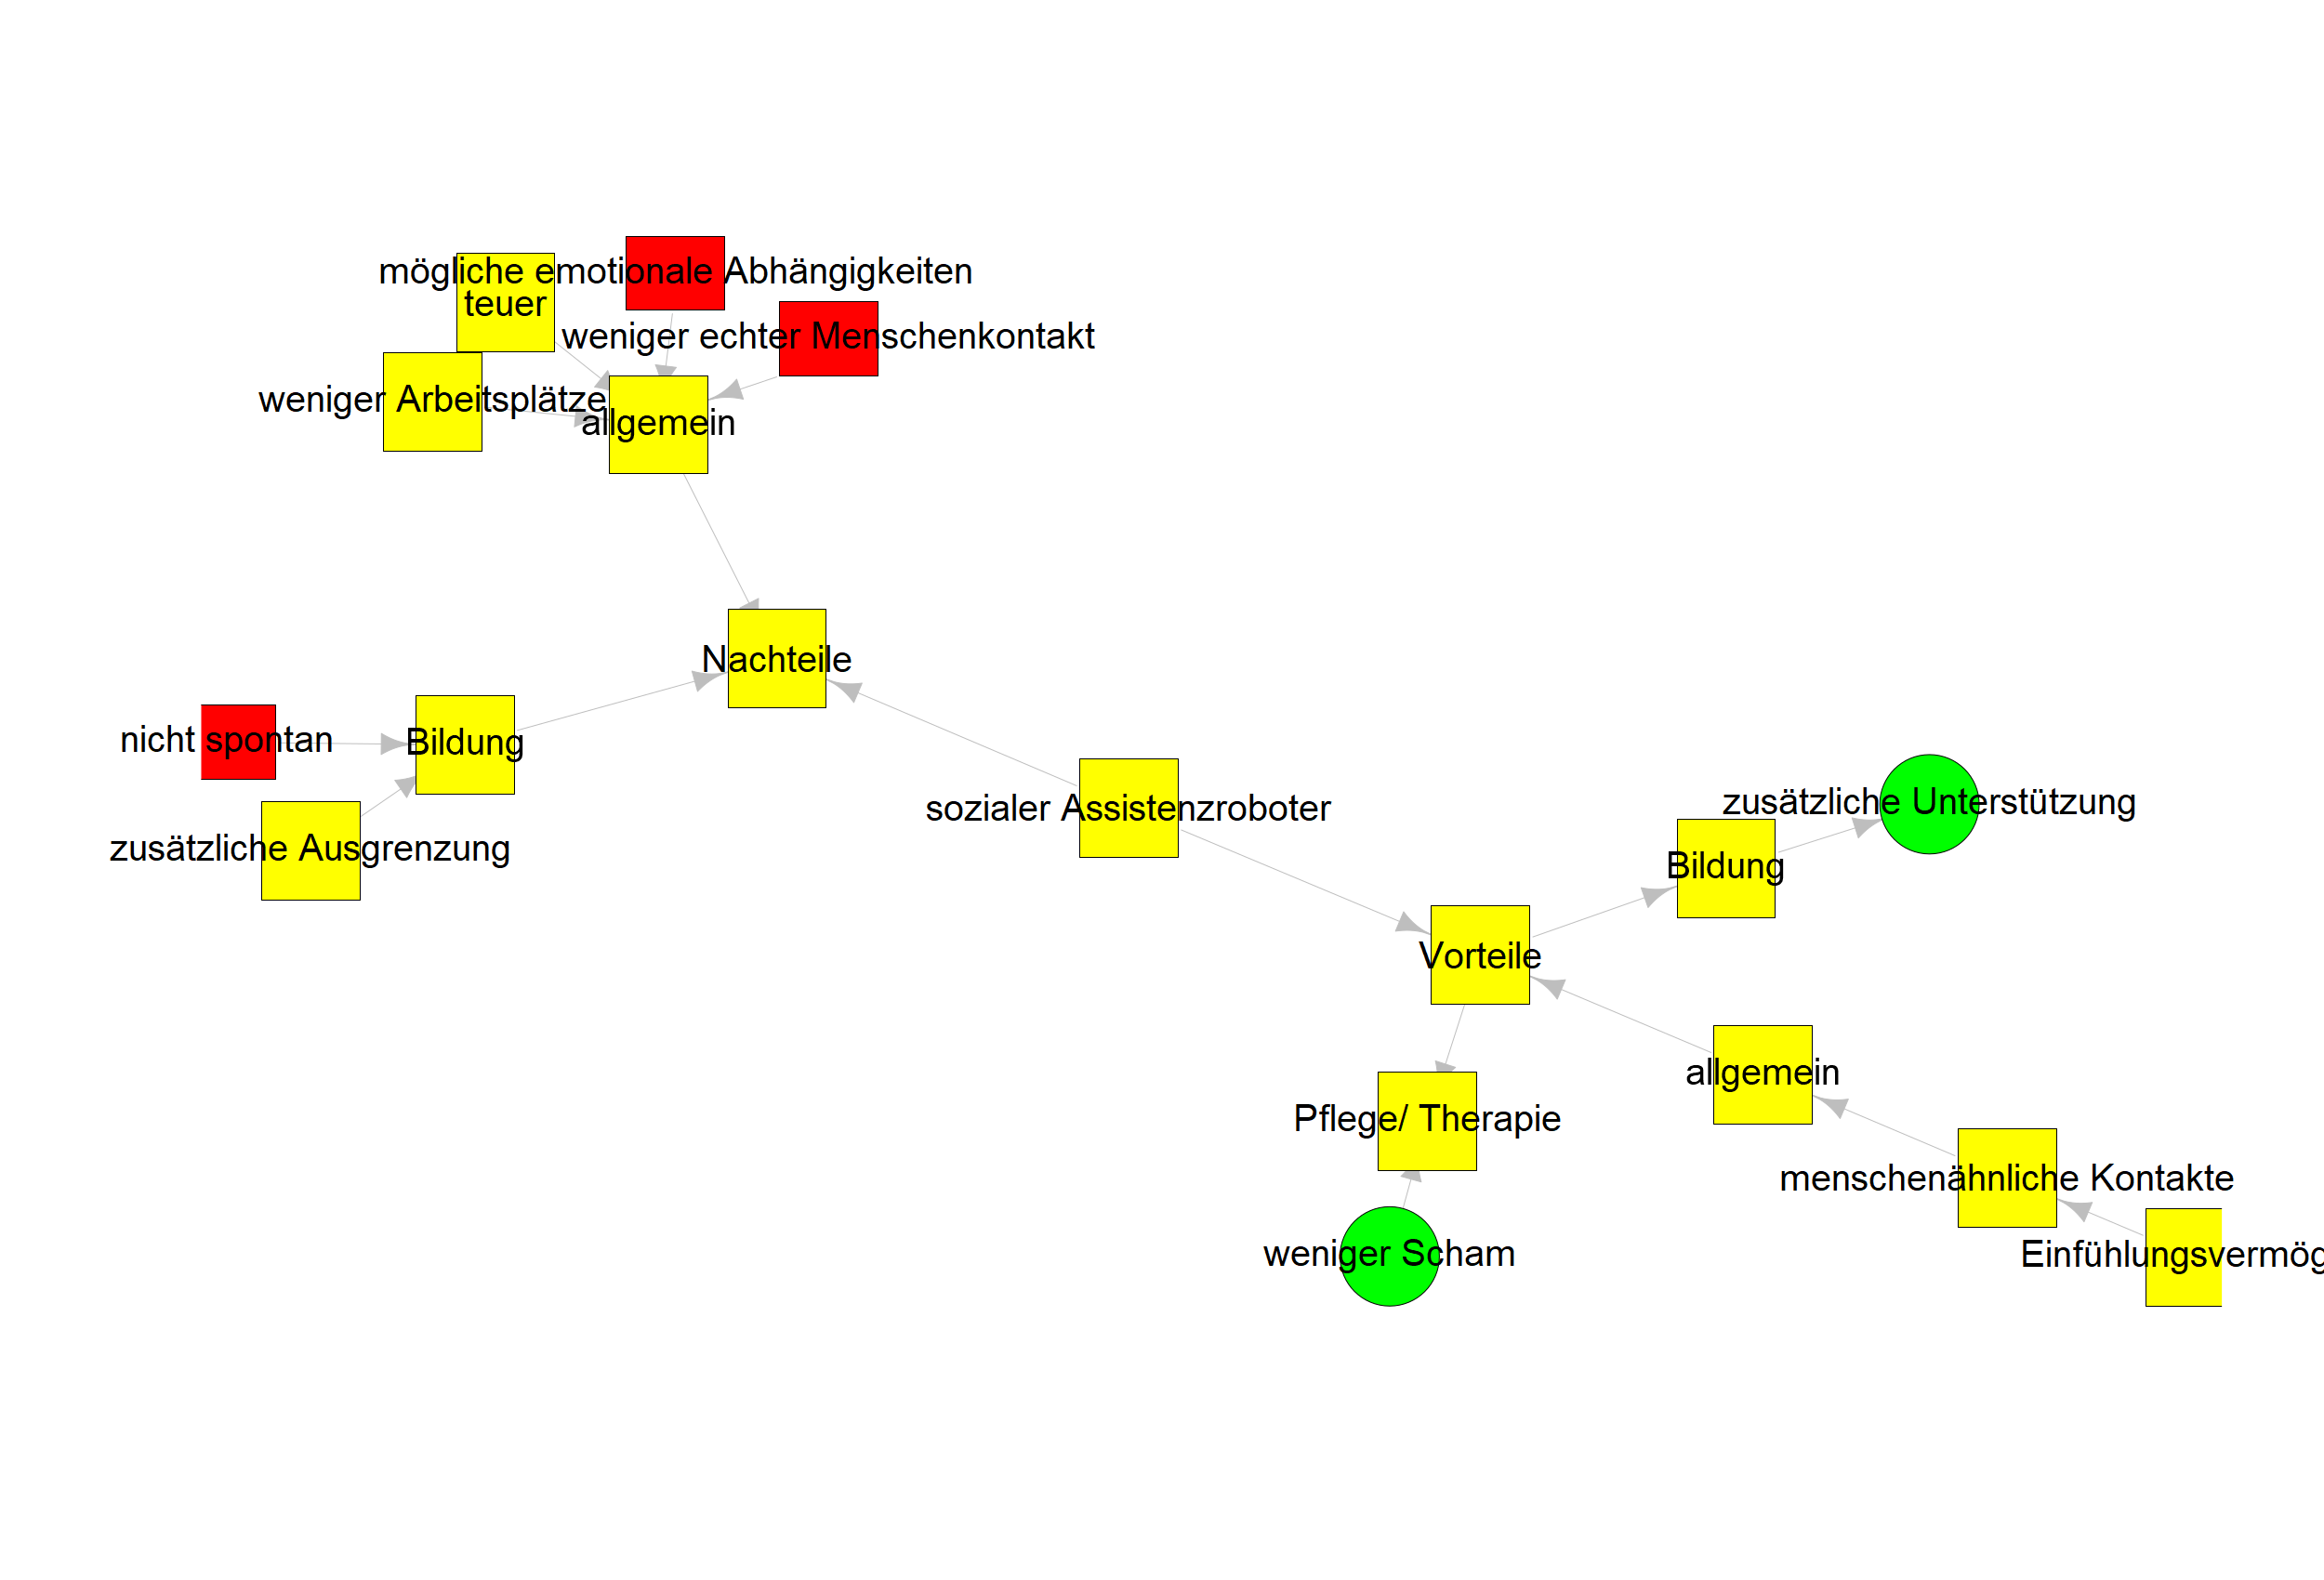 mögliche emotionale Abhängigkeiten
teuer
weniger echter Menschenkontakt
weniger Arbeitsplätze
allgemein
Nachteile
nicht spontan
Bildung
zusätzliche Ausgrenzung
sozialer Assistenzroboter
zusätzliche Unterstützung
Bildung
Vorteile
allgemein
Pflege/ Therapie
menschenähnliche Kontakte
weniger Scham
Einfühlungsvermög